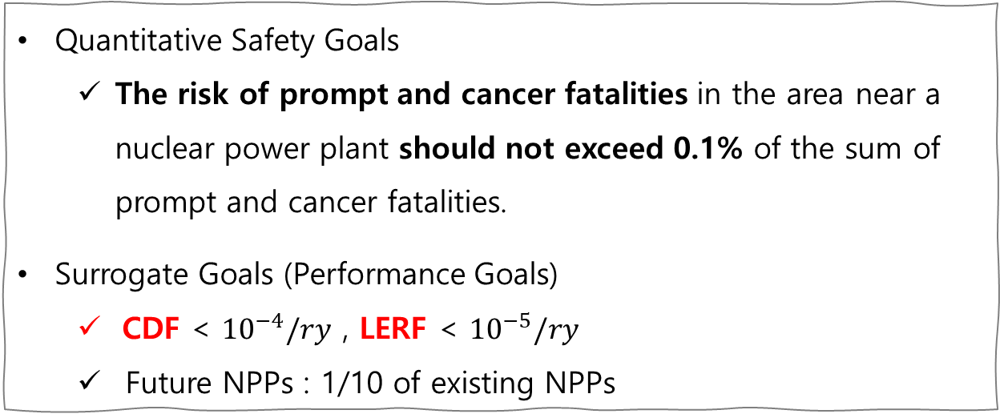 • Quantitative Safety Goals
✓ The risk of prompt and cancer fatalities in the area near a
nuclear power plant should not exceed 0.1% of the sum of
prompt and cancer fatalities.
• Surrogate Goals (Performance Goals)
✓ CDF < 10⁻⁴/ry , LERF < 10⁻⁵/ry
✓ Future NPPs : 1/10 of existing NPPs